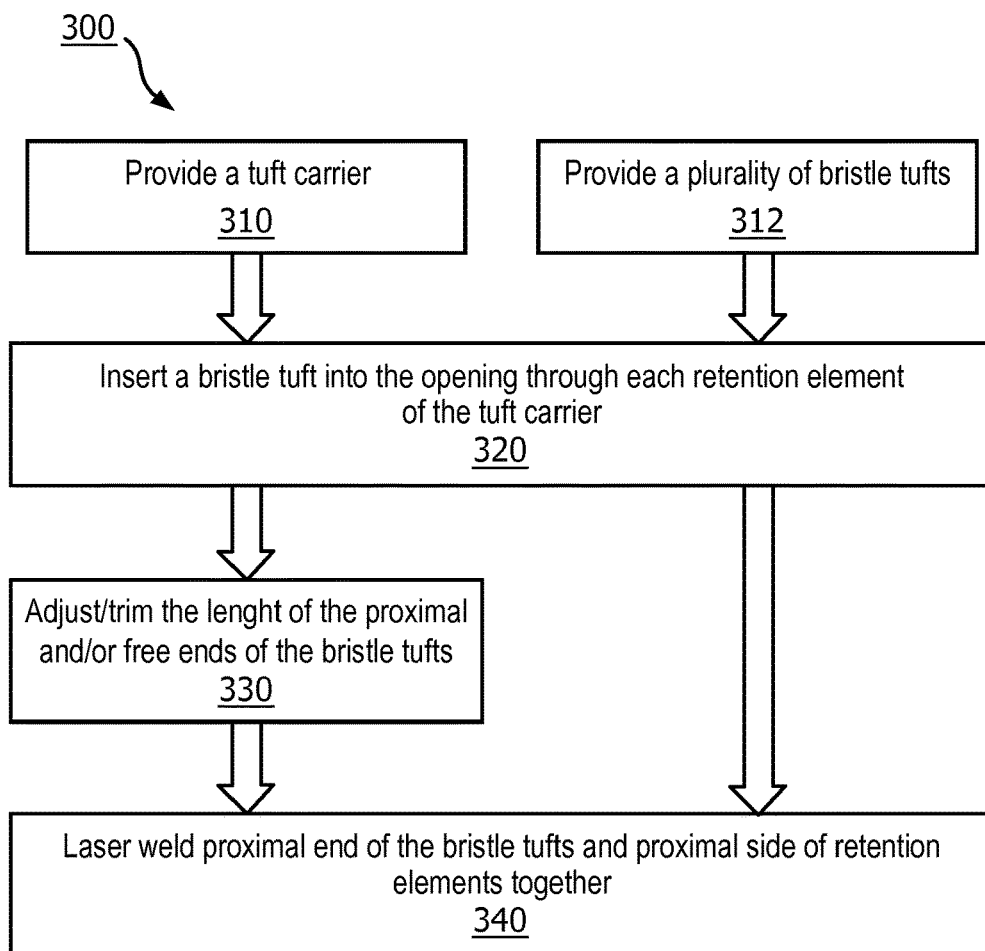 300
Provide a tuft carrier
310
Provide a plurality of bristle tufts
312
Insert a bristle tuft into the opening through each retention element
of the tuft carrier
320
Adjust/trim the lenght of the proximal
and/or free ends of the bristle tufts
330
Laser weld proximal end of the bristle tufts and proximal side of retention
elements together
340